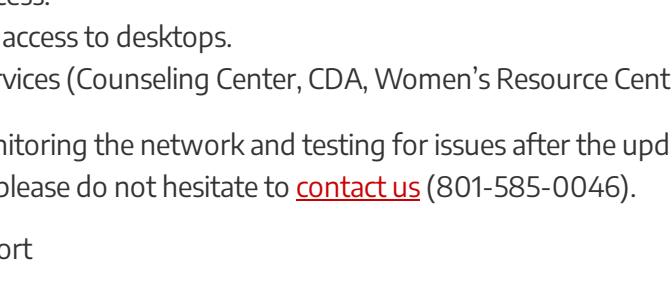 access to desktops.
rvices (Counseling Center, CDA, Women’s Resource Cent
nitoring the network and testing for issues after the upd
please do not hesitate to contact us (801-585-0046).
ort